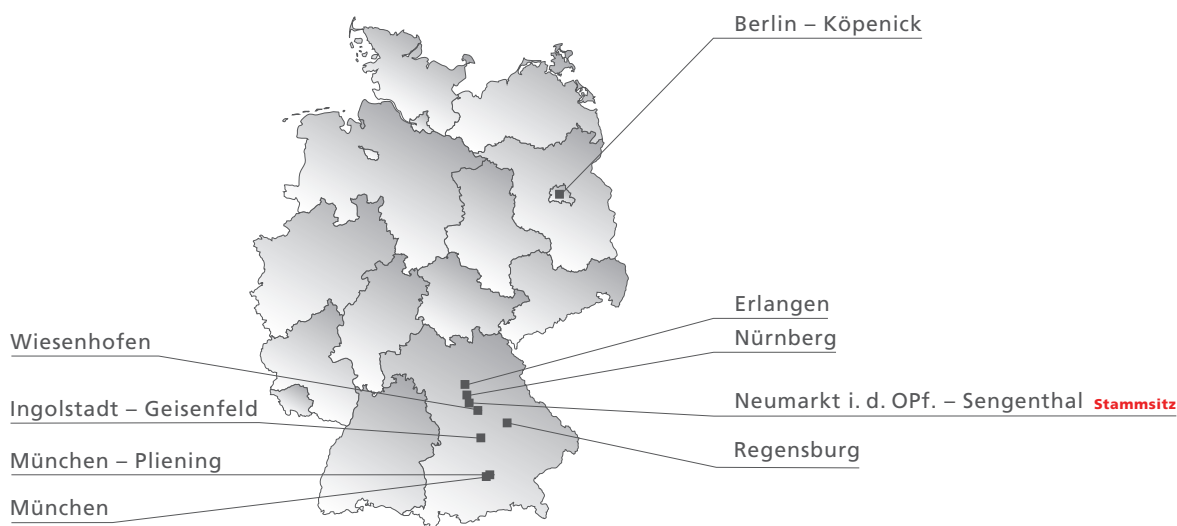 Berlin – Köpenick
Erlangen
Nürnberg
Wiesenhofen
Neumarkt i. d. OPf. – Sengenthal Stammsitz
Ingolstadt – Geisenfeld
Regensburg
München – Pliening
München